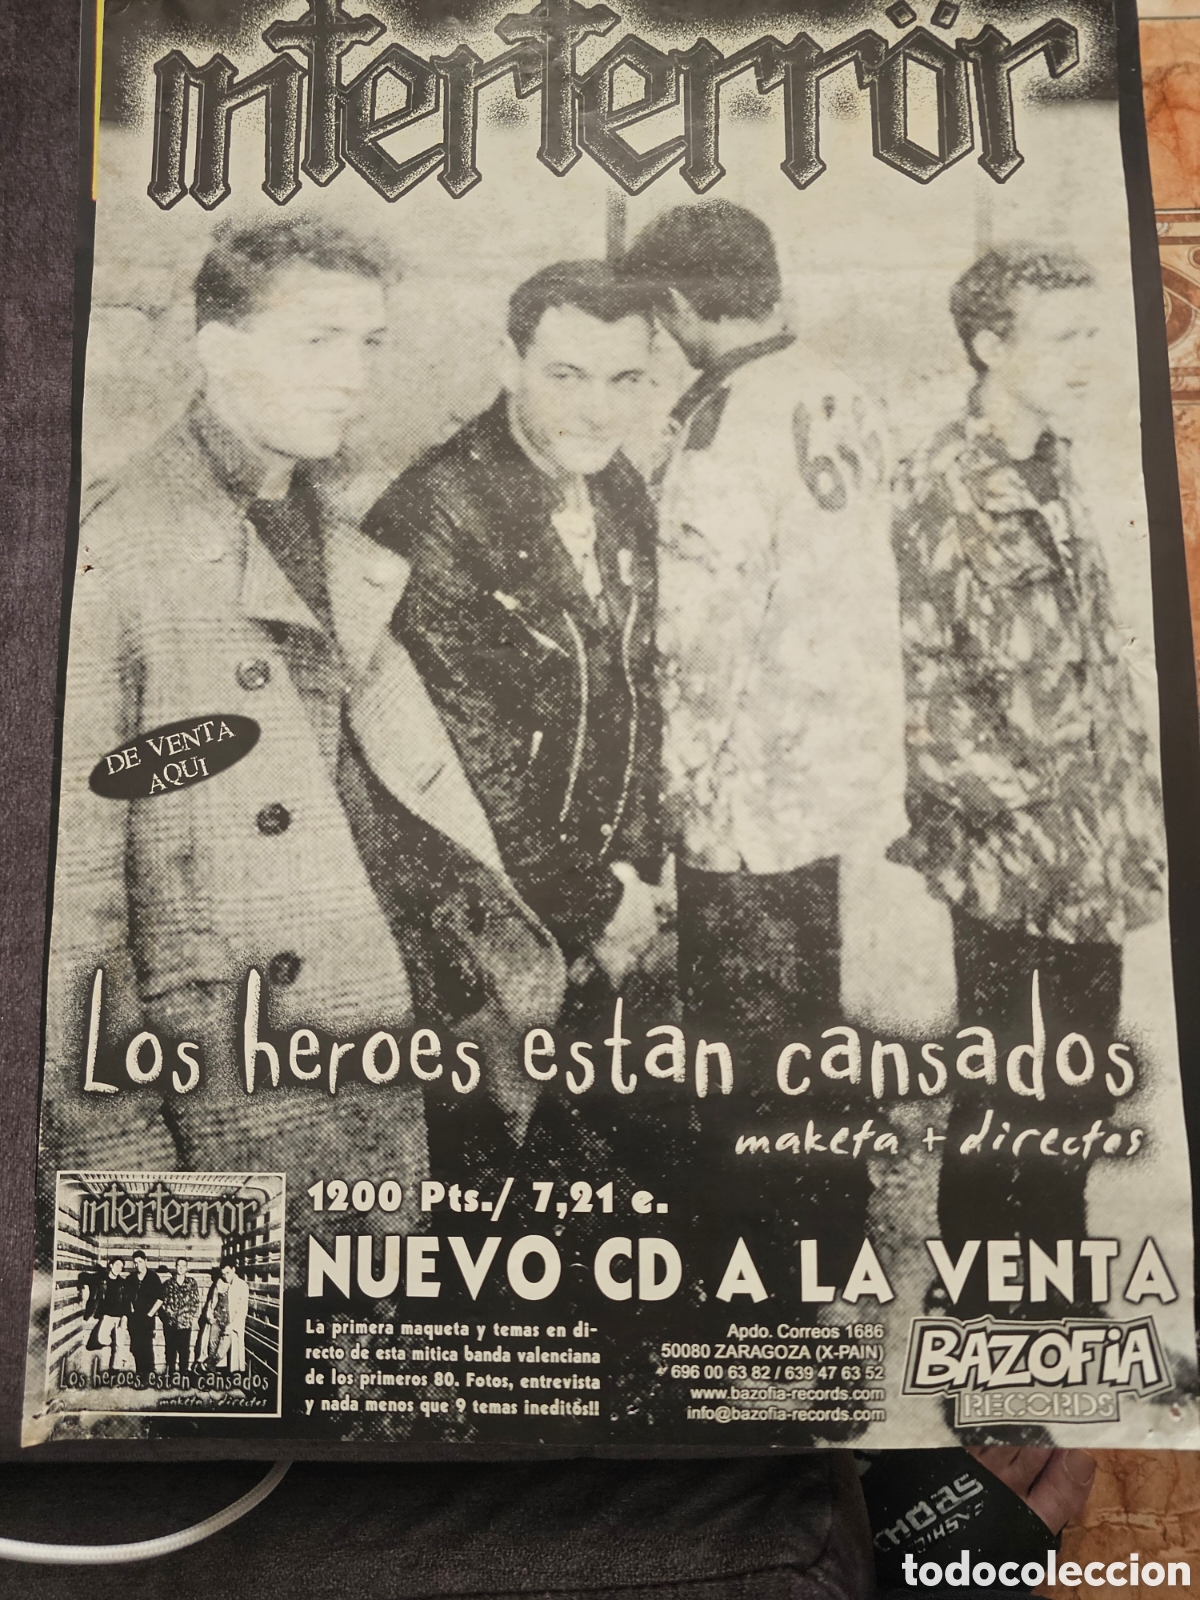 interterrör
DE VENTA
AQUI
Los heroes estan cansados
maketa + directos
1200 Pts./ 7,21 e.
NUEVO CD A LA VENTA
interterrör
Los heroes estan cansados
maketa + directos
La primera maqueta y temas en di-
recto de esta mitica banda valenciana
de los primeros 80. Fotos, entrevista
y nada menos que 9 temas ineditos!!
Apdo. Correos 1686
50080 ZARAGOZA (X-PAIN)
696 00 63 82 / 639 47 63 52
www.bazofia-records.com
info@bazofia-records.com
BAZOFiA
RECORDS
todocoleccion